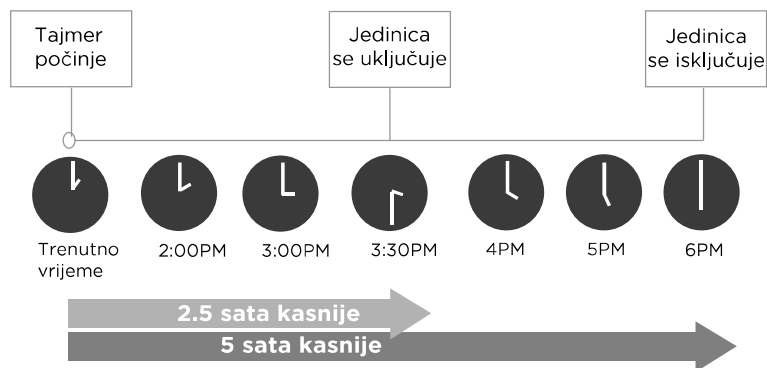 Tajmer
počinje
Jedinica
se uključuje
Jedinica
se isključuje
Trenutno
vrijeme
2:00PM
3:00PM
3:30PM
4PM
5PM
6PM
2.5 sata kasnije
5 sata kasnije